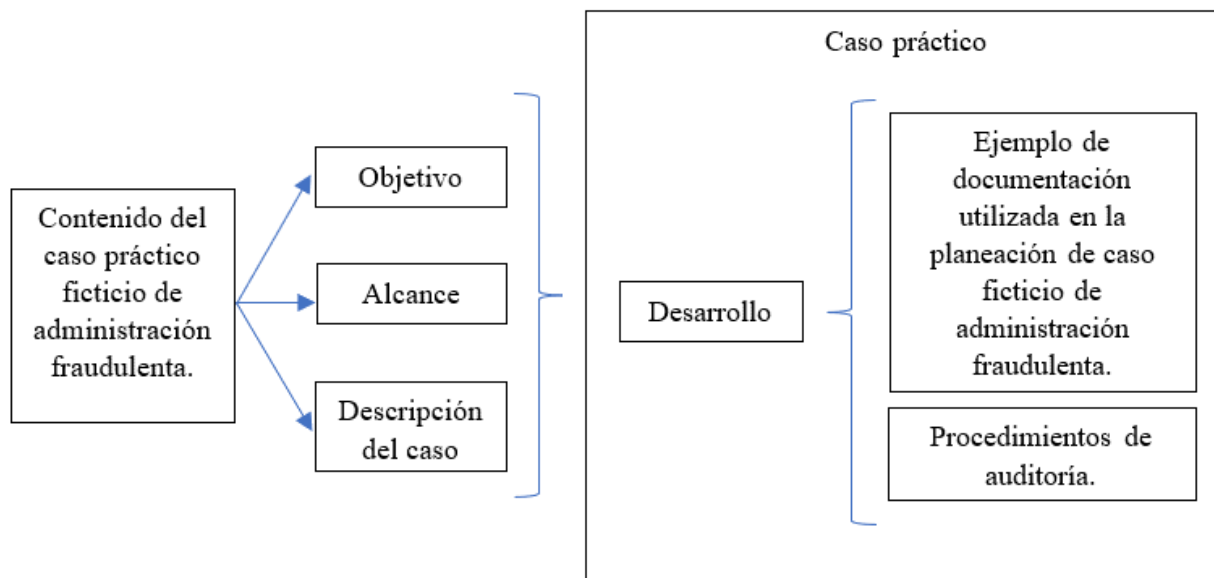 Contenido del
caso práctico
ficticio de
administración
fraudulenta.
Objetivo
Alcance
Descripción
del caso
Caso práctico
Desarrollo
Ejemplo de
documentación
utilizada en la
planeación de caso
ficticio de
administración
fraudulenta.
Procedimientos de
auditoría.